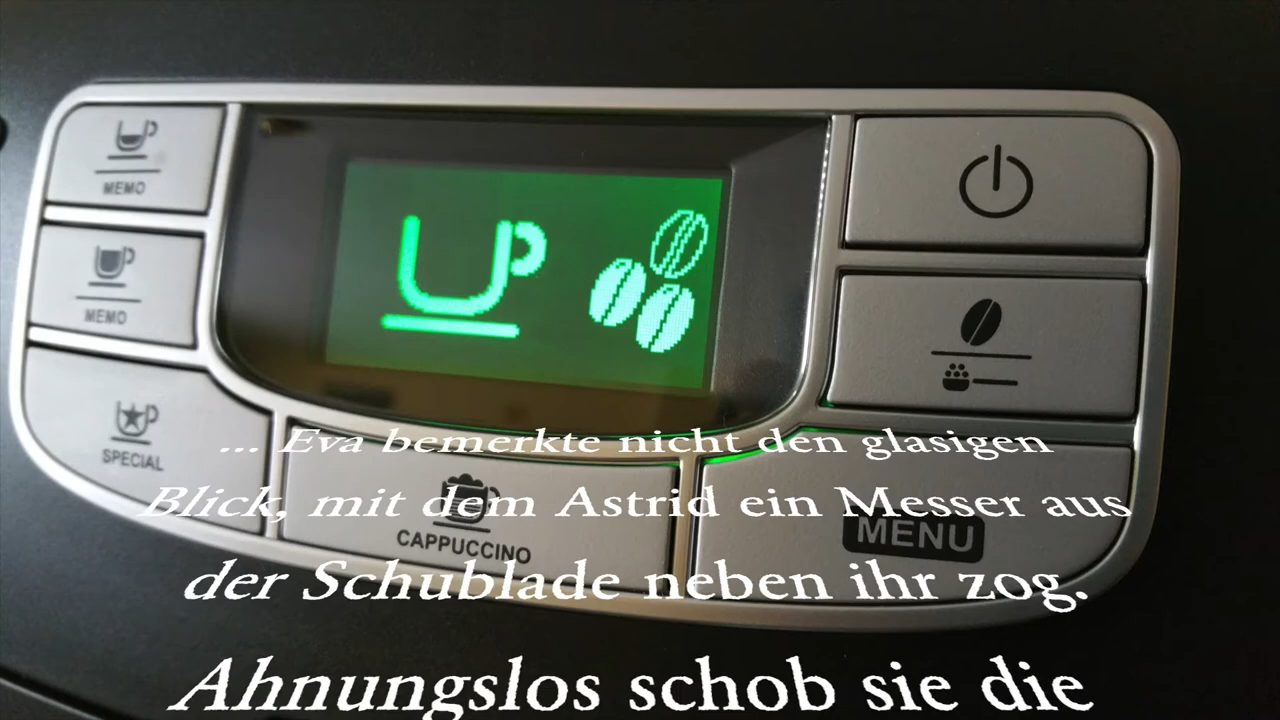 MEMO
MEMO
SPECIAL
CAPPUCCINO
MENU
... Eva bemerkte nicht den glasigen
Blick, mit dem Astrid ein Messer aus
der Schublade neben ihr zog.
Ahnungslos schob sie die